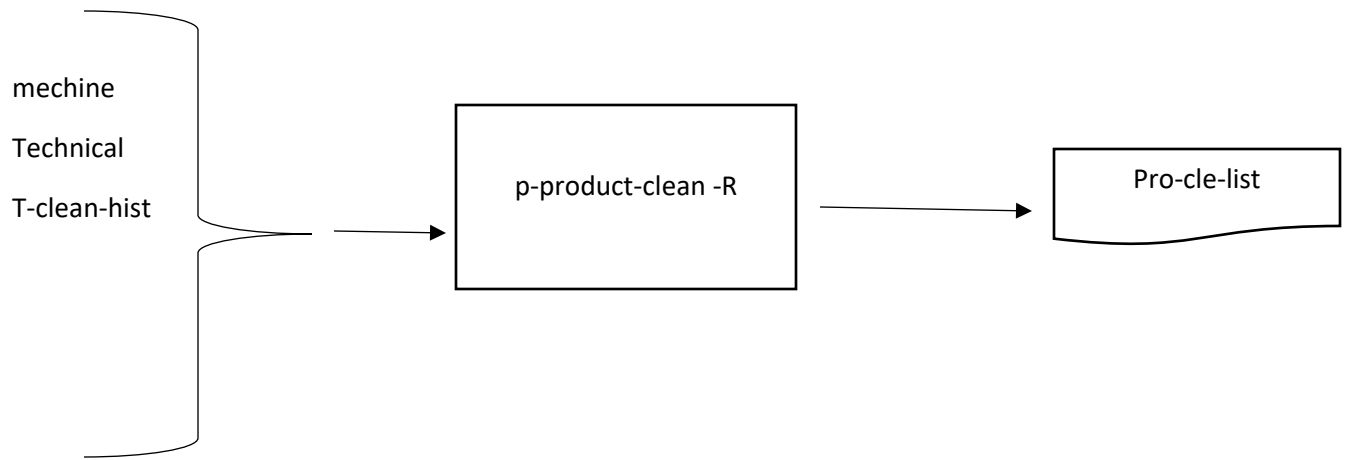 mechine
Technical
T-clean-hist
p-product-clean -R
Pro-cle-list